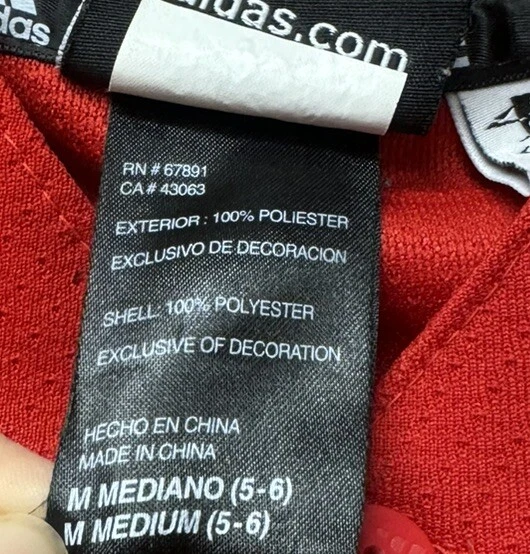 das
adidas.com
RN # 67891
CA # 43063
EXTERIOR : 100% POLIESTER
EXCLUSIVO DE DECORACION
SHELL: 100% POLYESTER
EXCLUSIVE OF DECORATION
HECHO EN CHINA
MADE IN CHINA
M MEDIANO (5-6)
M MEDIUM (5-6)